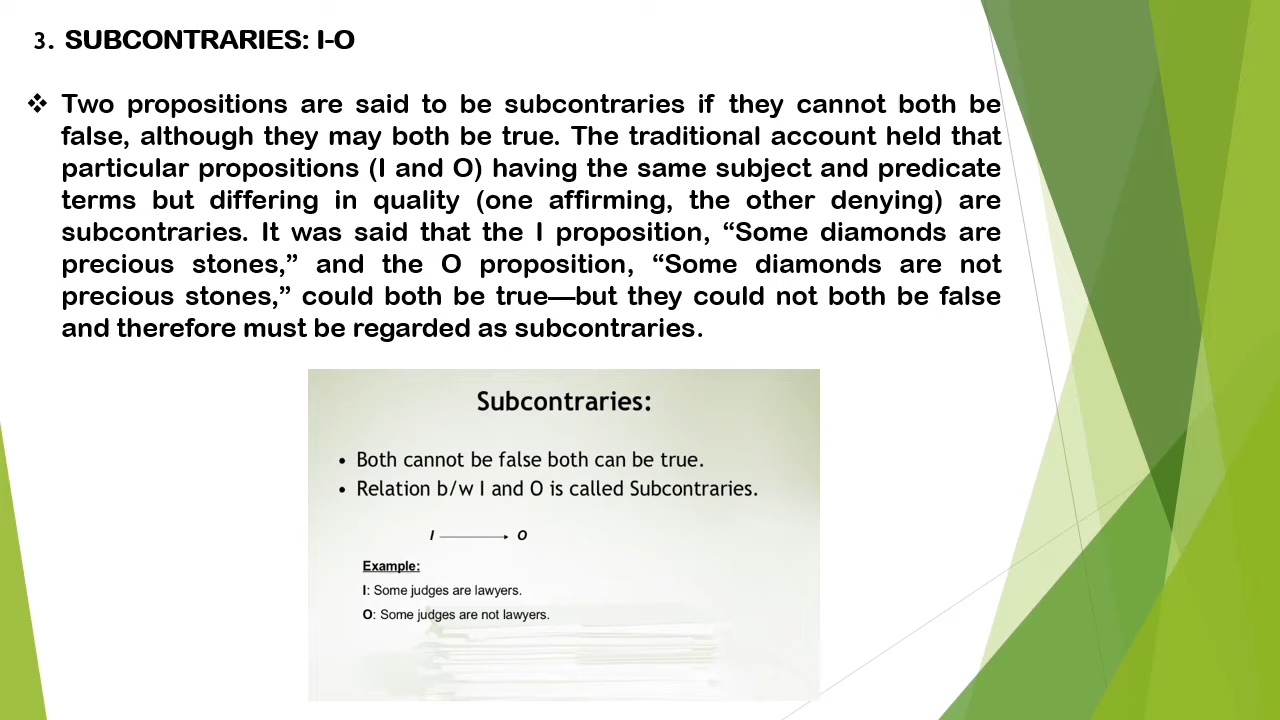 3. SUBCONTRARIES: I-O
❖ Two propositions are said to be subcontraries if they cannot both be
false, although they may both be true. The traditional account held that
particular propositions (I and O) having the same subject and predicate
terms but differing in quality (one affirming, the other denying) are
subcontraries. It was said that the I proposition, “Some diamonds are
precious stones,” and the O proposition, “Some diamonds are not
precious stones,” could both be true—but they could not both be false
and therefore must be regarded as subcontraries.
Subcontraries:
• Both cannot be false both can be true.
• Relation b/w I and O is called Subcontraries.
I → O
Example:
I: Some judges are lawyers.
O: Some judges are not lawyers.